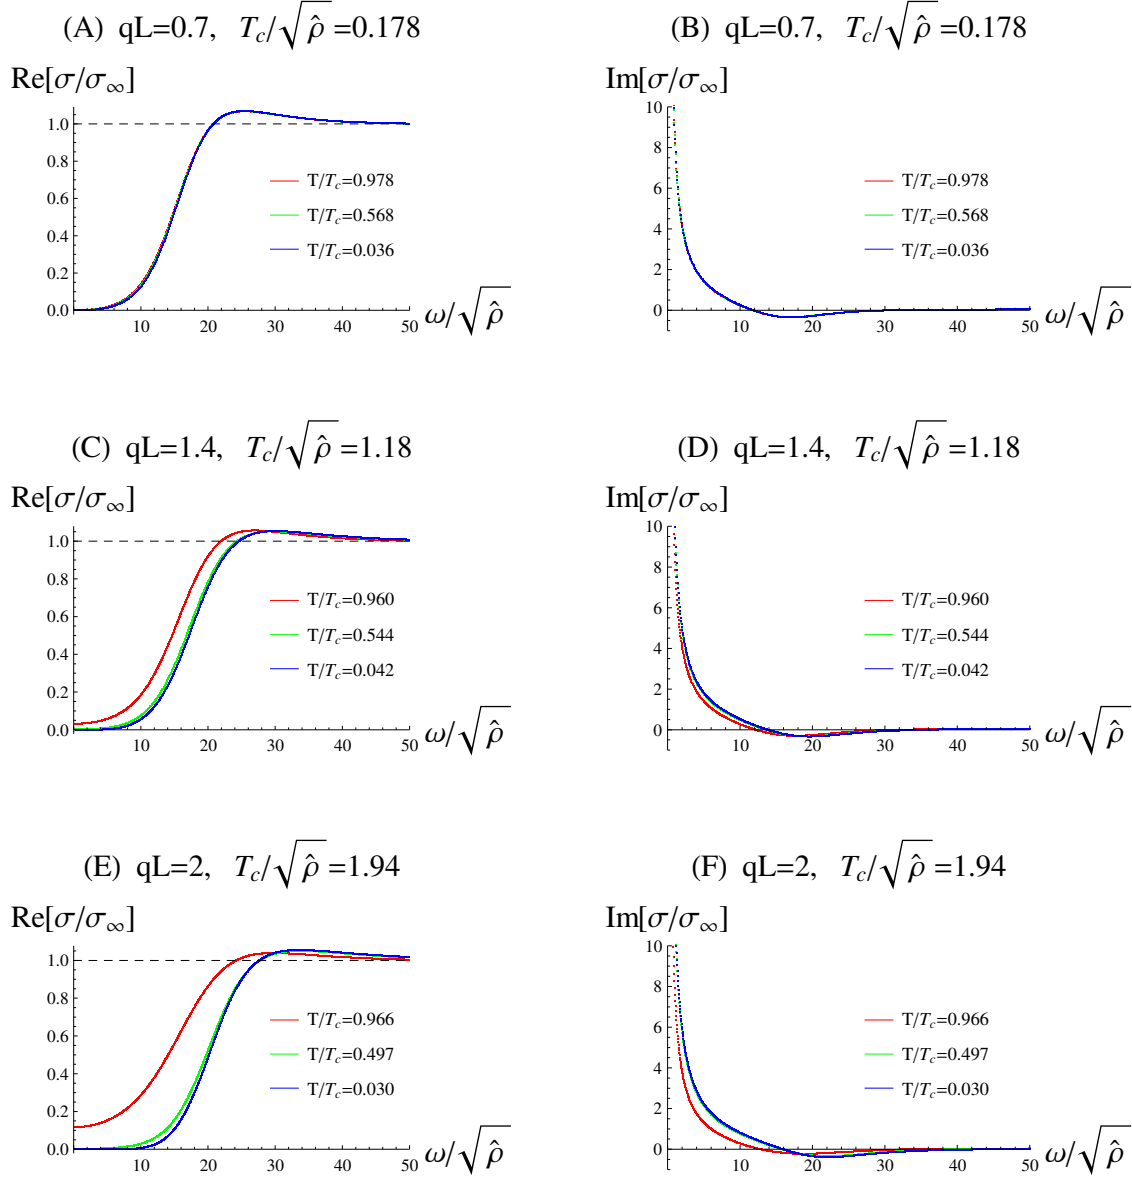 (A) qL=0.7, T_c/√ρ̂ =0.178
Re[σ/σ∞]
1.0
0.8
0.6
0.4
0.2
0.0
T/T_c=0.978
T/T_c=0.568
T/T_c=0.036
10 20 30 40 50
ω/√ρ̂
(B) qL=0.7, T_c/√ρ̂ =0.178
Im[σ/σ∞]
10
8
6
4
2
0
T/T_c=0.978
T/T_c=0.568
T/T_c=0.036
10 20 30 40 50
ω/√ρ̂
(C) qL=1.4, T_c/√ρ̂ =1.18
Re[σ/σ∞]
1.0
0.8
0.6
0.4
0.2
0.0
T/T_c=0.960
T/T_c=0.544
T/T_c=0.042
10 20 30 40 50
ω/√ρ̂
(D) qL=1.4, T_c/√ρ̂ =1.18
Im[σ/σ∞]
10
8
6
4
2
0
T/T_c=0.960
T/T_c=0.544
T/T_c=0.042
10 20 30 40 50
ω/√ρ̂
(E) qL=2, T_c/√ρ̂ =1.94
Re[σ/σ∞]
1.0
0.8
0.6
0.4
0.2
0.0
T/T_c=0.966
T/T_c=0.497
T/T_c=0.030
10 20 30 40 50
ω/√ρ̂
(F) qL=2, T_c/√ρ̂ =1.94
Im[σ/σ∞]
10
8
6
4
2
0
T/T_c=0.966
T/T_c=0.497
T/T_c=0.030
10 20 30 40 50
ω/√ρ̂